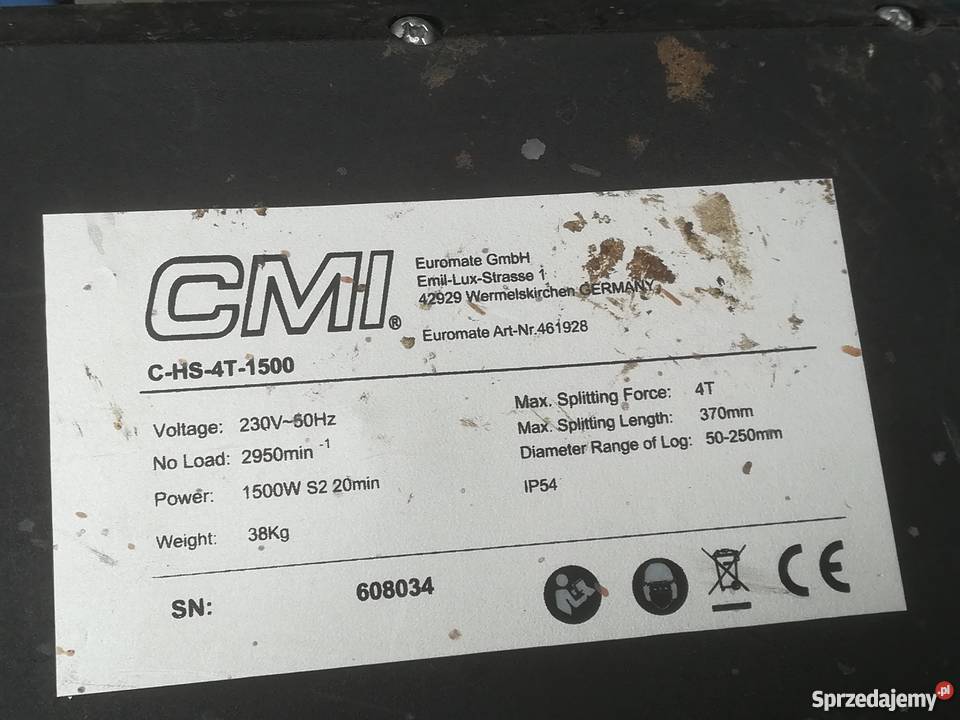 CMI®
Euromate GmbH
Emil-Lux-Strasse 1
42929 Wermelskirchen GERMANY
Euromate Art-Nr.461928
C-HS-4T-1500
Voltage: 230V~50Hz
No Load: 2950min⁻¹
Power: 1500W S2 20min
Weight: 38Kg
Max. Splitting Force: 4T
Max. Splitting Length: 370mm
Diameter Range of Log: 50-250mm
IP54
SN: 608034
CE
Sprzedajemy.pl